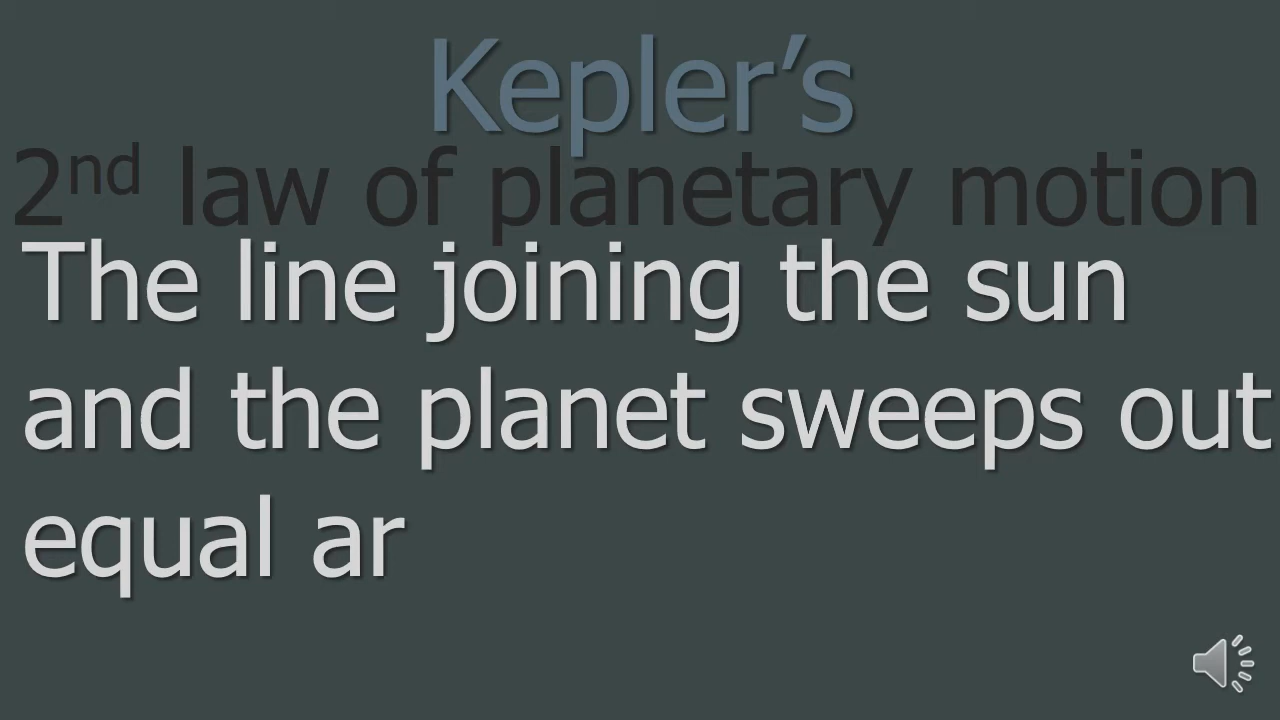 Kepler’s
2nd law of planetary motion
The line joining the sun
and the planet sweeps out
equal ar